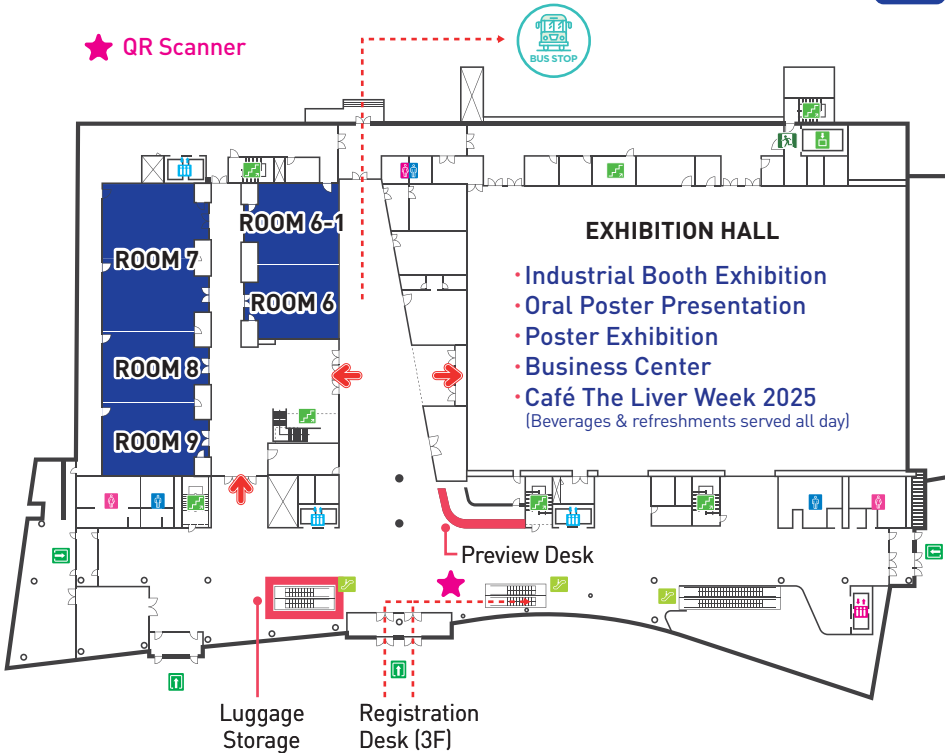 QR Scanner
BUS STOP
ROOM 6-1
ROOM 7
ROOM 6
ROOM 8
ROOM 9
EXHIBITION HALL
• Industrial Booth Exhibition
• Oral Poster Presentation
• Poster Exhibition
• Business Center
• Café The Liver Week 2025
(Beverages & refreshments served all day)
Preview Desk
Luggage
Storage
Registration
Desk (3F)